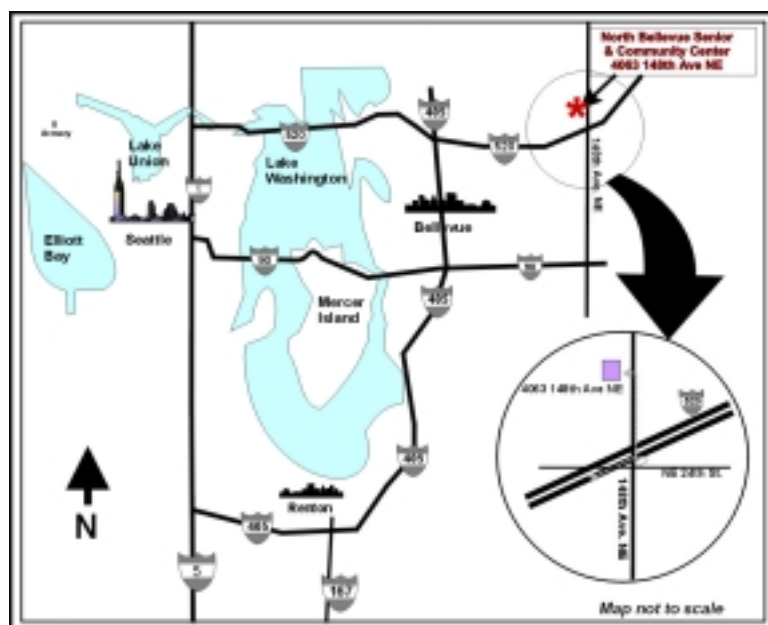 North Bellevue Senior
& Community Center
4063 148th Ave NE
405
520
520
Lake
Union
Lake
Washington
5
148th Ave. NE
Seattle
Bellevue
Elliott
Bay
90
90
Mercer
Island
405
4063 148th Ave NE
520
NE 24th St.
148th Ave. NE
405
N
Renton
405
5
167
Map not to scale